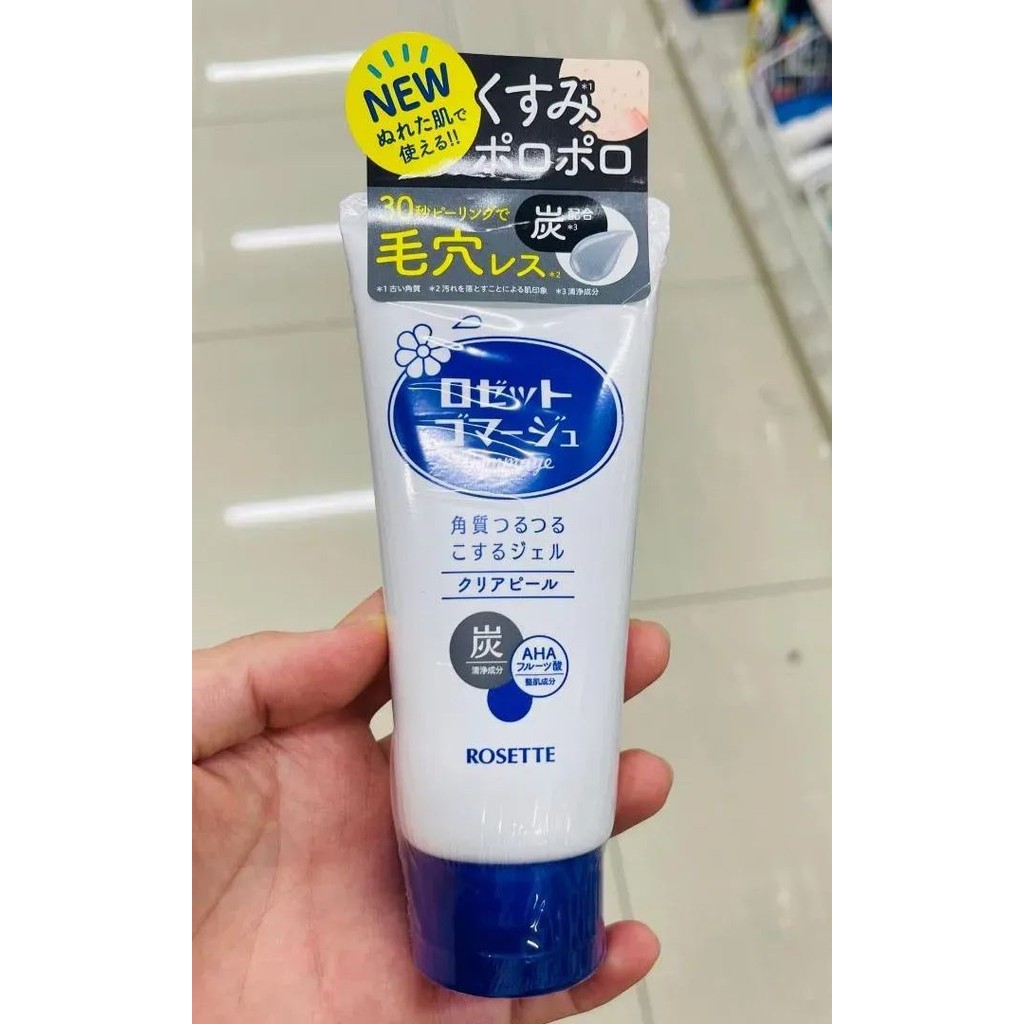 NEW
ぬれた肌で
使える!!
くすみ*1
ポロポロ
30秒ピーリングで
毛穴レス*2
炭配合*3
*1 古い角質 *2 汚れを落とすことによる肌印象 *3 清浄成分
ロゼット
ゴマージュ
Gommage
角質つるつる
こするジェル
クリアピール
炭
清浄成分
AHA
フルーツ酸
整肌成分
ROSETTE